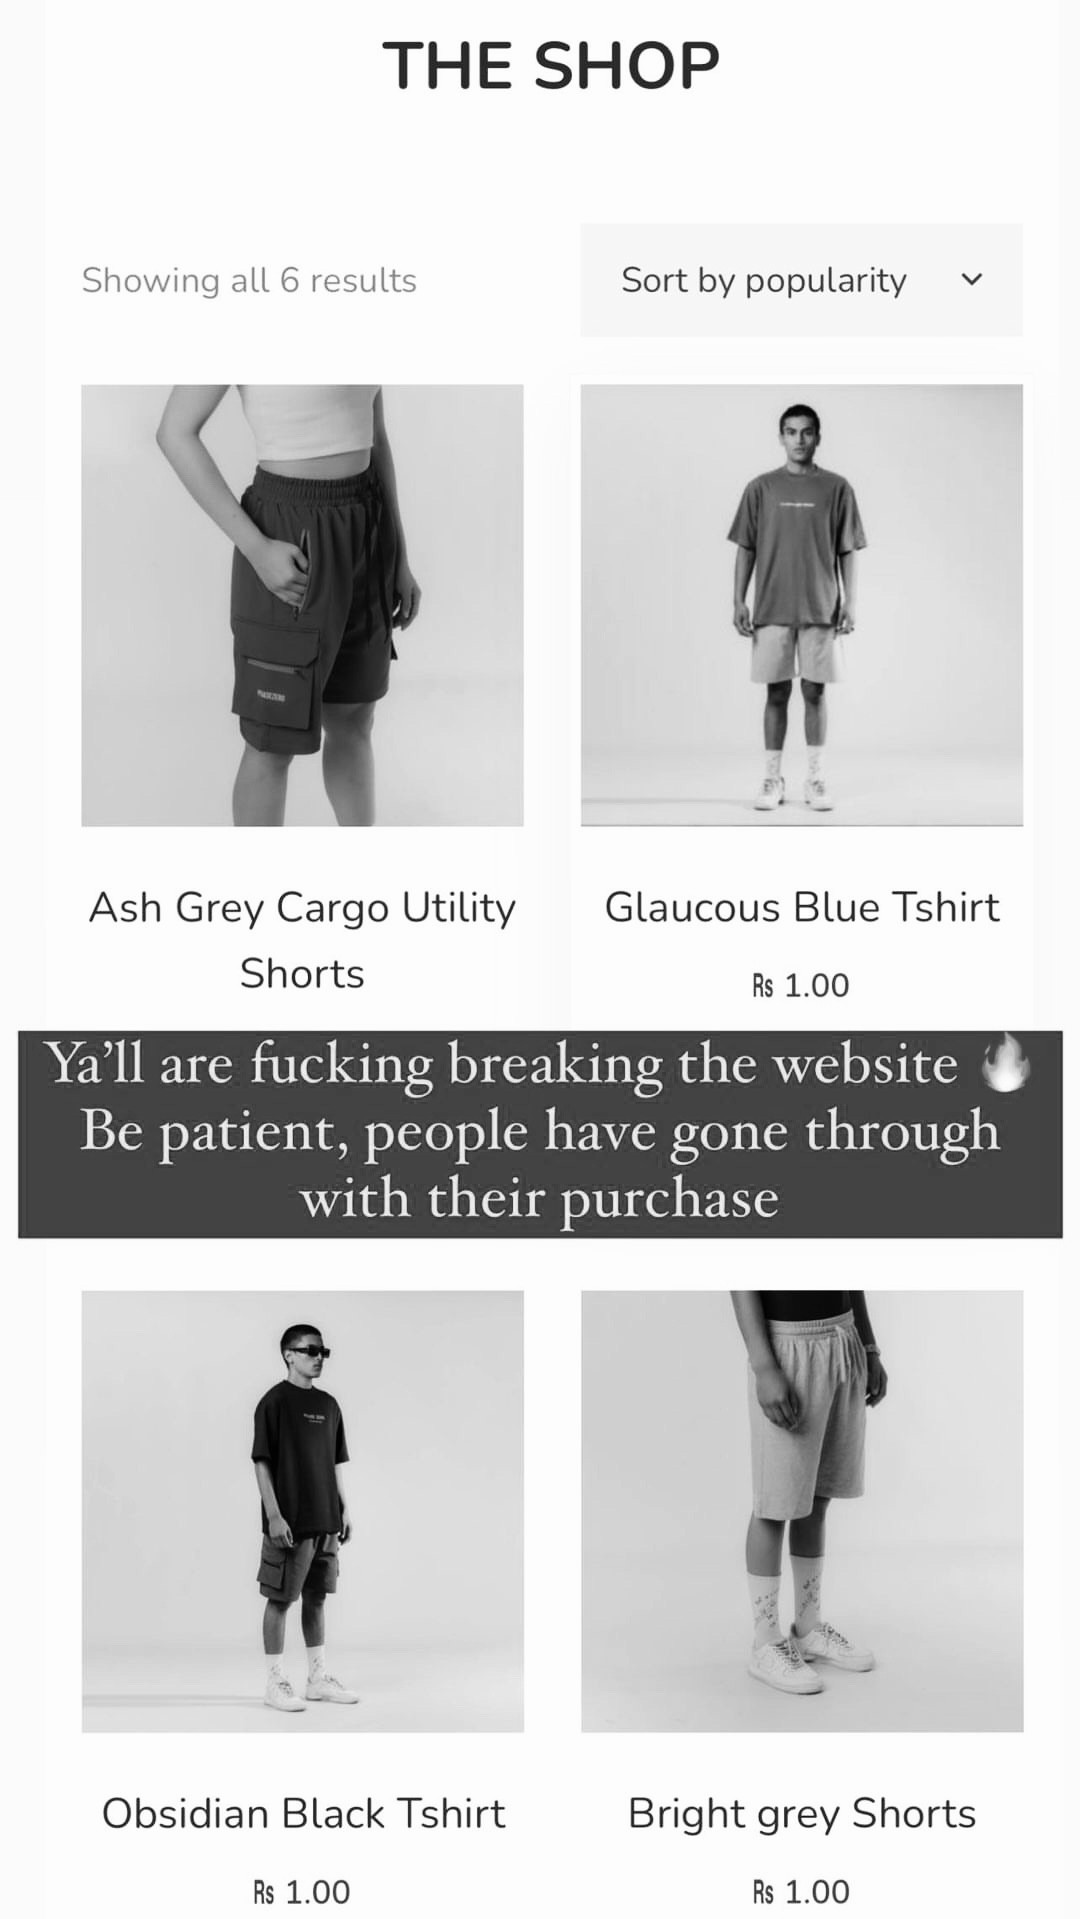 THE SHOP
Showing all 6 results
Sort by popularity
PHASEZERO
Ash Grey Cargo Utility
Shorts
Glaucous Blue Tshirt
Rs 1.00
Ya’ll are fucking breaking the website 🔥
Be patient, people have gone through
with their purchase
Obsidian Black Tshirt
Rs 1.00
Bright grey Shorts
Rs 1.00